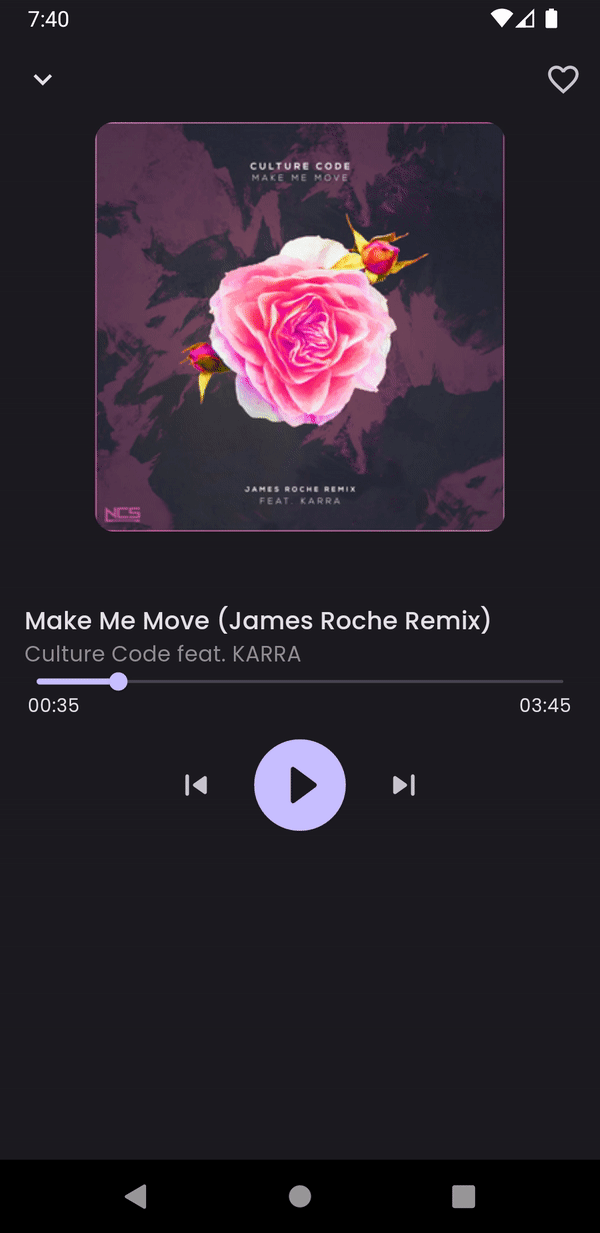 7:40
CULTURE CODE
MAKE ME MOVE
JAMES ROCHE REMIX
FEAT. KARRA
NCS
Make Me Move (James Roche Remix)
Culture Code feat. KARRA
00:35 03:45